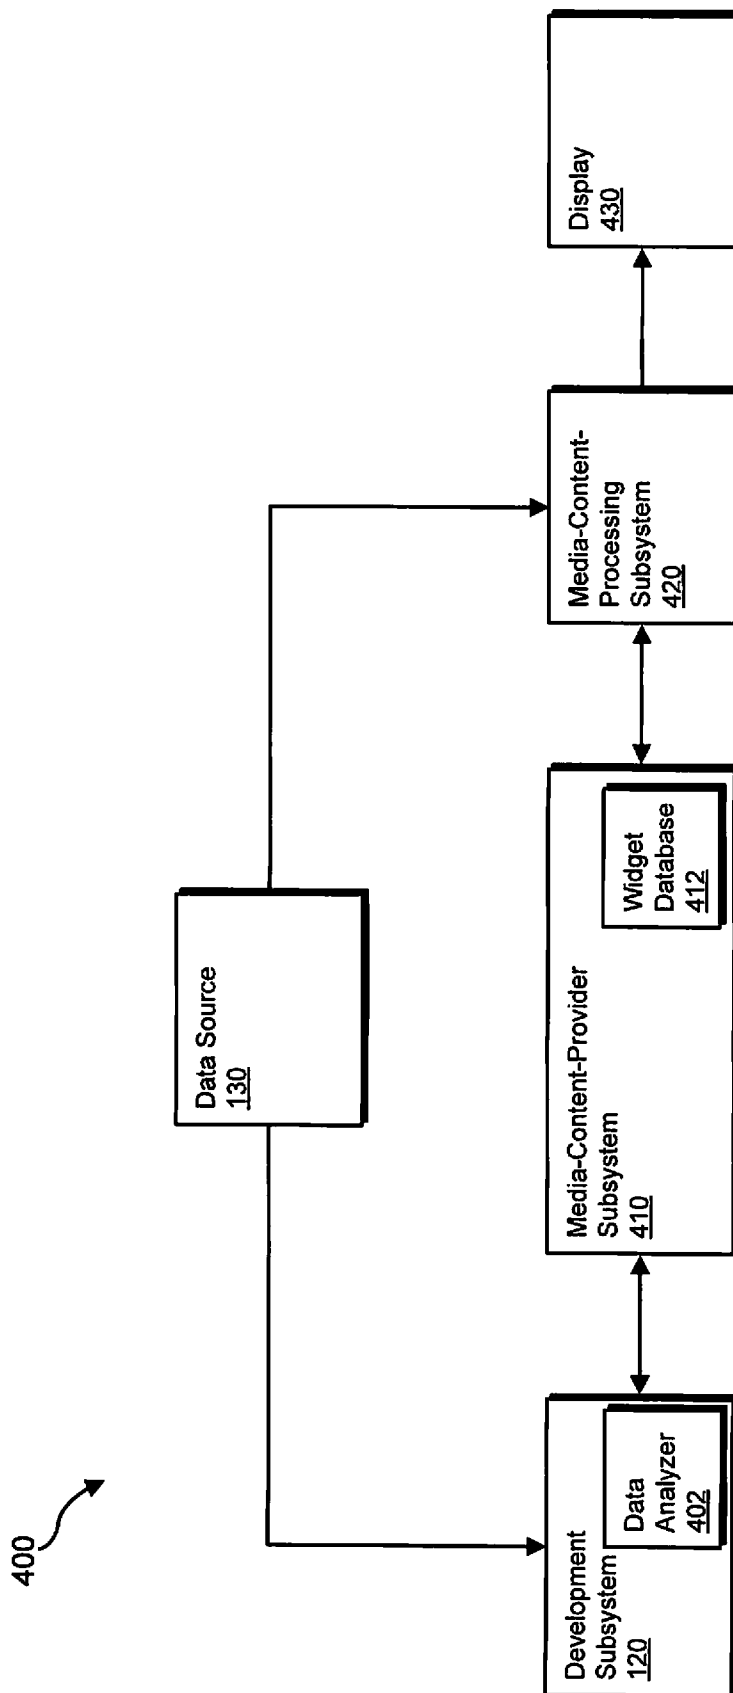 400
Data Source
130
Development
Subsystem
120
Data
Analyzer
402
Media-Content-Provider
Subsystem
410
Widget
Database
412
Media-Content-
Processing
Subsystem
420
Display
430